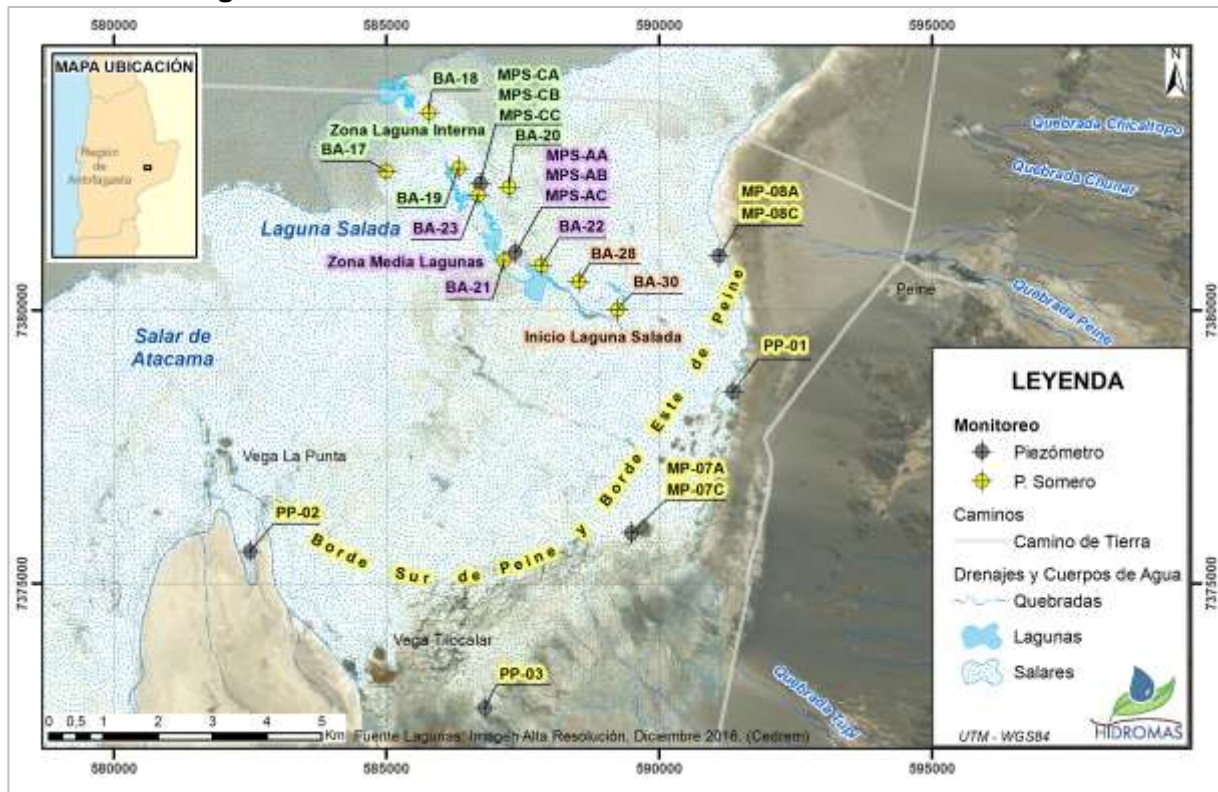 580000
585000
590000
595000
MAPA UBICACIÓN
Región
de
Antofagasta
N
BA-18
MPS-CA
MPS-CB
MPS-CC
Zona Laguna Interna
BA-17
BA-20
MPS-AA
MPS-AB
MPS-AC
BA-19
BA-23
Laguna Salada
BA-22
Zona Media Lagunas
BA-28
BA-21
BA-30
Inicio Laguna Salada
MP-08A
MP-08C
Quebrada Chicaltopo
Quebrada Chunar
Peine
Quebrada Peine
7380000
7380000
Salar de
Atacama
PP-01
Vega La Punta
MP-07A
MP-07C
PP-02
Borde Sur de Peine y Borde Este de Peine
7375000
7375000
Vega Tilocalar
PP-03
Quebrada Tulpi
LEYENDA
Monitoreo
Piezómetro
P. Somero
Caminos
Camino de Tierra
Drenajes y Cuerpos de Agua
Quebradas
Lagunas
Salares
HIDROMAS
UTM - WGS84
0 0,5 1 2 3 4 5
Km
Fuente Lagunas: Imagen Alta Resolución, Diciembre 2016, (Cedrem)
580000
585000
590000
595000